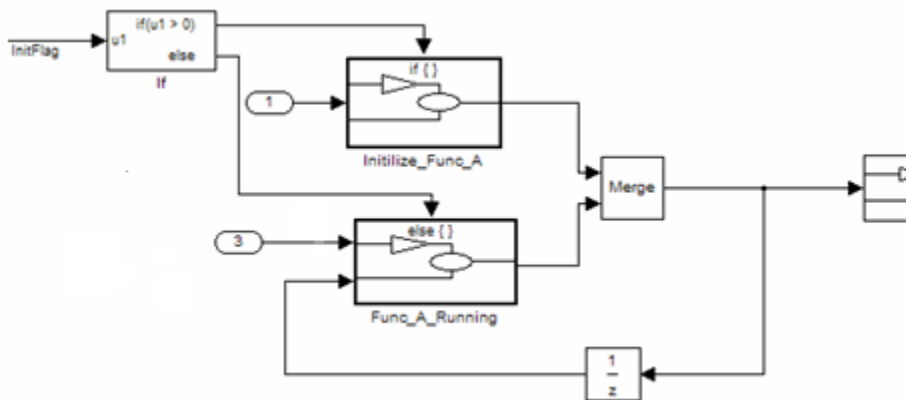 if(u1 > 0)
u1
else
InitFlag
If
if { }
1
Initilize_Func_A
Merge
else { }
3
Func_A_Running
1
z